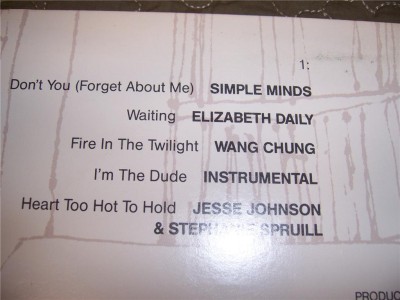 1:
Don't You (Forget About Me) SIMPLE MINDS
Waiting ELIZABETH DAILY
Fire In The Twilight WANG CHUNG
I'm The Dude INSTRUMENTAL
Heart Too Hot To Hold JESSE JOHNSON
& STEPHANIE SPRUILL
PRODUC